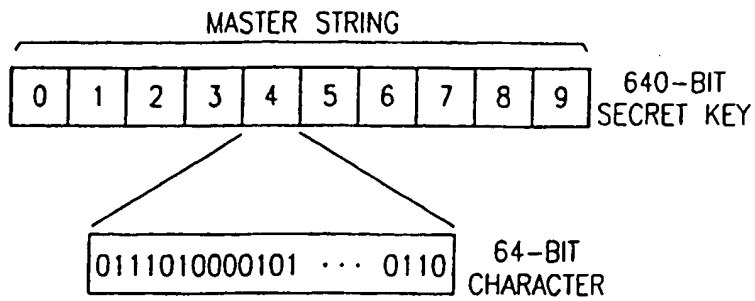 MASTER STRING
0 1 2 3 4 5 6 7 8 9
640-BIT
SECRET KEY
0111010000101 ··· 0110
64-BIT
CHARACTER